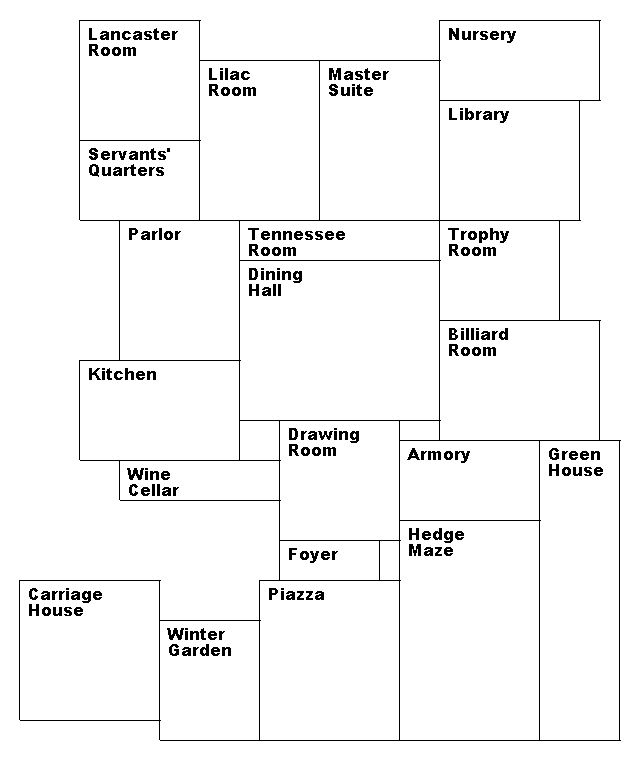 Lancaster
Room
Nursery
Lilac
Room
Master
Suite
Library
Servants'
Quarters
Parlor
Tennessee
Room
Trophy
Room
Dining
Hall
Billiard
Room
Kitchen
Drawing
Room
Armory
Green
House
Wine
Cellar
Hedge
Maze
Foyer
Carriage
House
Piazza
Winter
Garden